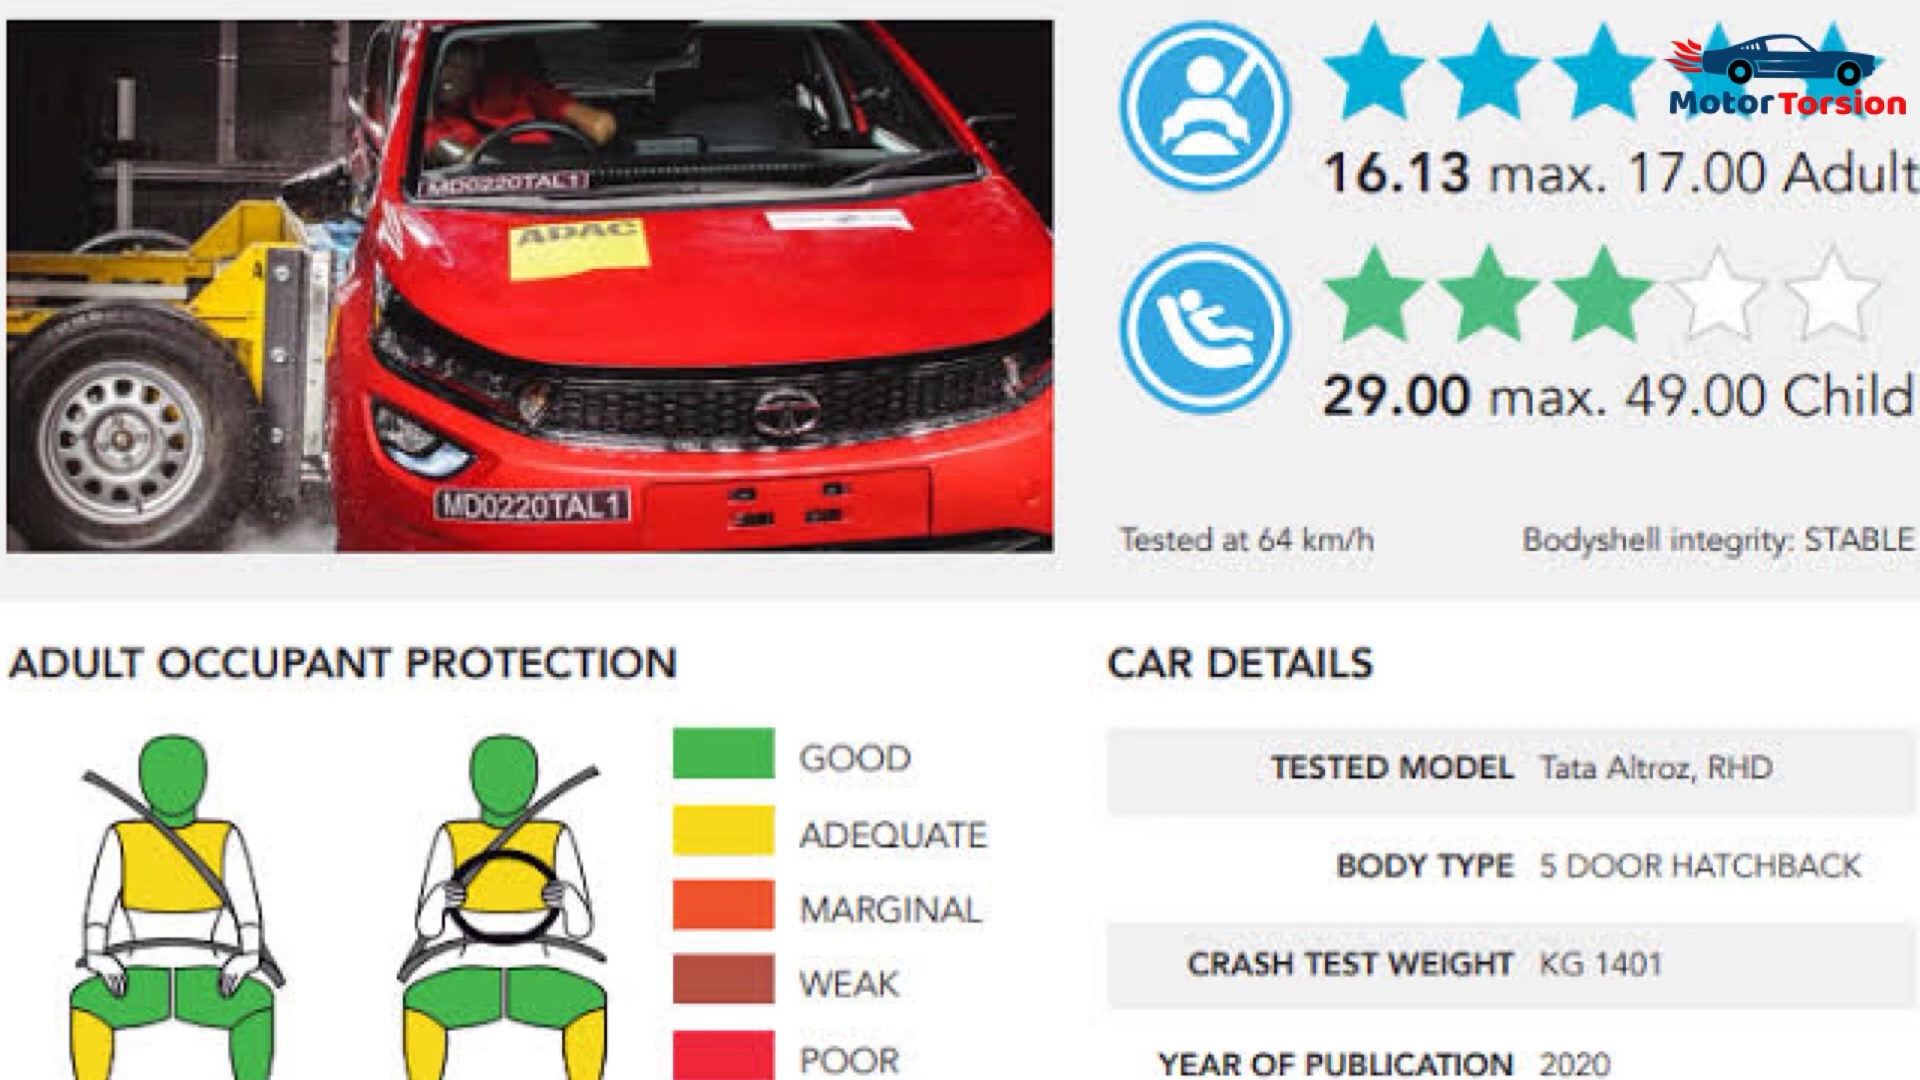 MotorTorsion
MD0220TAL1
ADAC
MD0220TAL1
16.13 max. 17.00 Adult
29.00 max. 49.00 Child
Tested at 64 km/h
Bodyshell integrity: STABLE
ADULT OCCUPANT PROTECTION
GOOD
ADEQUATE
MARGINAL
WEAK
POOR
CAR DETAILS
TESTED MODEL Tata Altroz, RHD
BODY TYPE 5 DOOR HATCHBACK
CRASH TEST WEIGHT KG 1401
YEAR OF PUBLICATION 2020